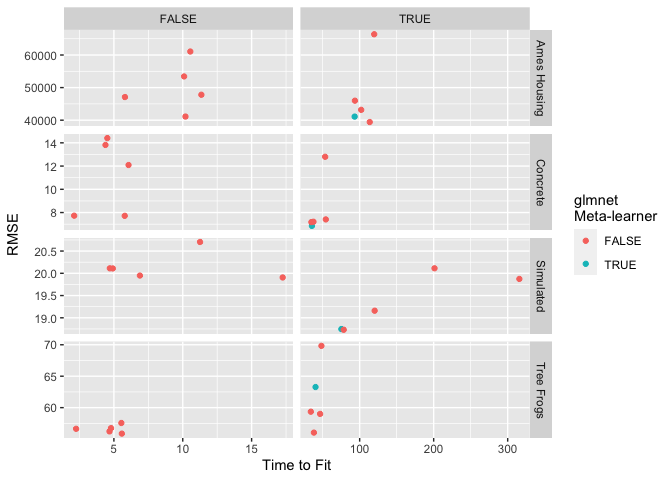 FALSE
TRUE
60000
50000
40000
Ames Housing
14
12
10
8
Concrete
20.5
20.0
19.5
19.0
Simulated
70
65
60
Tree Frogs
5
10
15
100
200
300
Time to Fit
RMSE
glmnet
Meta-learner
FALSE
TRUE